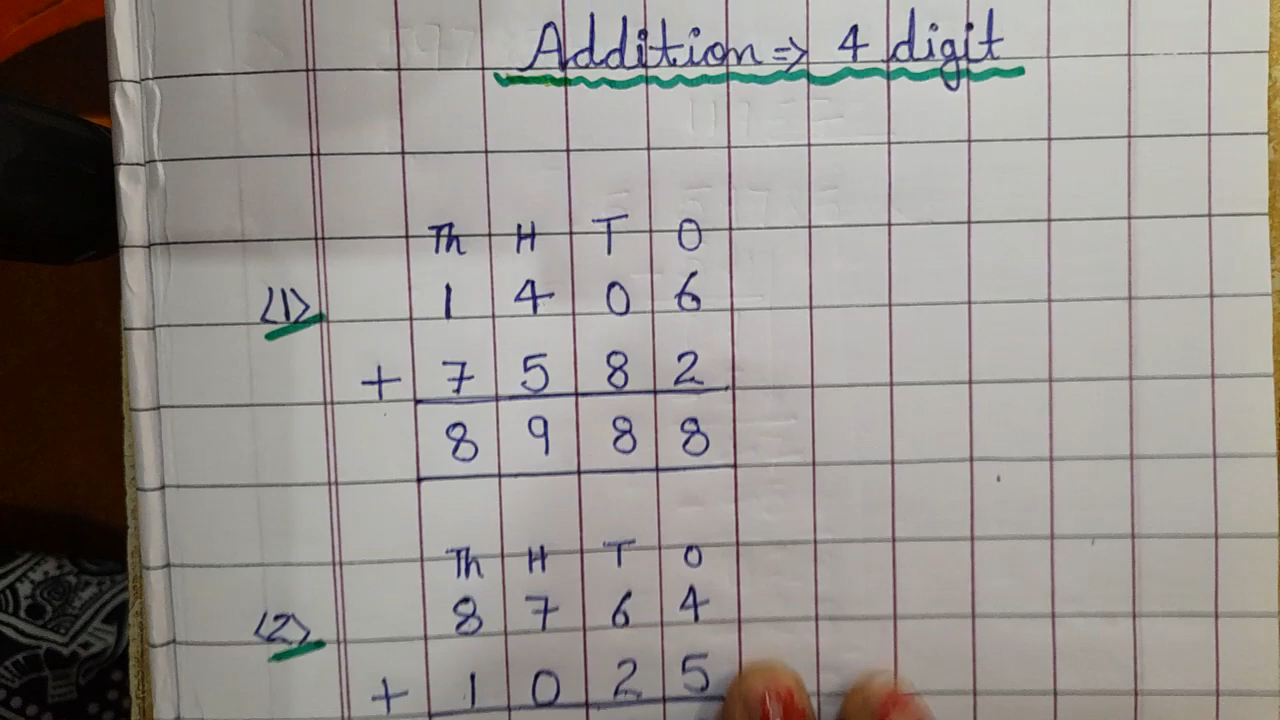 Addition ⇒ 4 digit
Th H T O
<1> 1 4 0 6
+ 7 5 8 2
8 9 8 8
Th H T O
<2> 8 7 6 4
+ 1 0 2 5